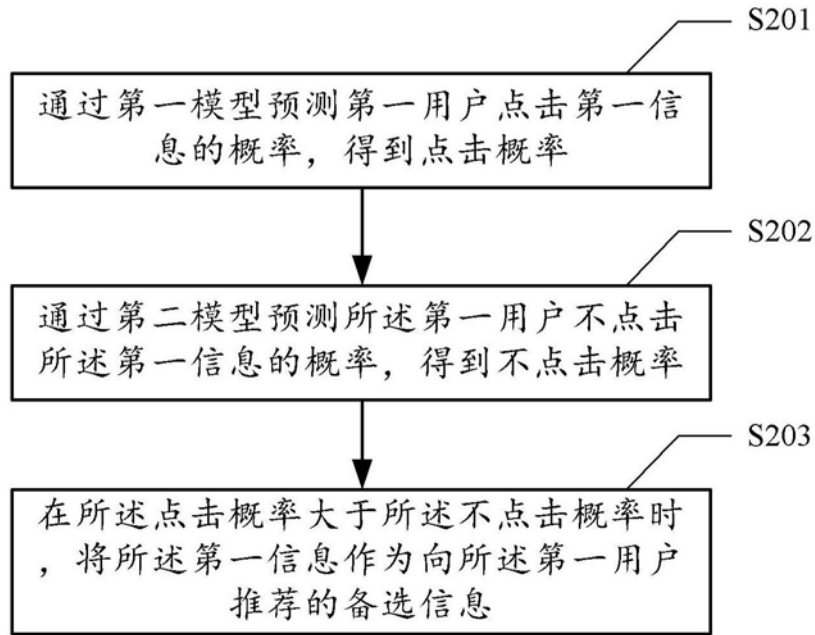 S201
通过第一模型预测第一用户点击第一信
息的概率，得到点击概率
S202
通过第二模型预测所述第一用户不点击
所述第一信息的概率，得到不点击概率
S203
在所述点击概率大于所述不点击概率时
，将所述第一信息作为向所述第一用户
推荐的备选信息